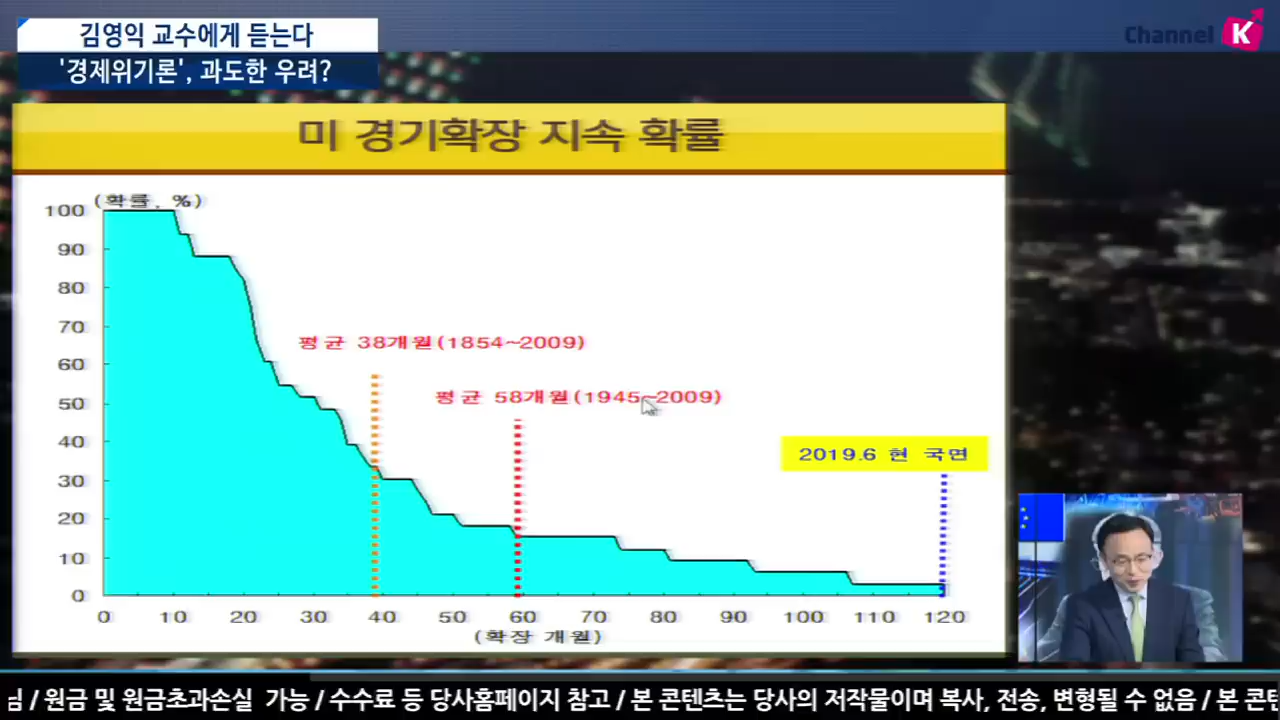 김영익 교수에게 듣는다
'경제위기론', 과도한 우려?
Channel K
미 경기확장 지속 확률
(확률, %)
100
90
80
70
60
50
40
30
20
10
0
평균 38개월(1854~2009)
평균 58개월(1945~2009)
2019.6 현 국면
0 10 20 30 40 50 60 70 80 90 100 110 120
(확장 개월)
/ 원금 및 원금초과손실 가능 / 수수료 등 당사홈페이지 참고 / 본 콘텐츠는 당사의 저작물이며 복사, 전송, 변형될 수 없음 / 본